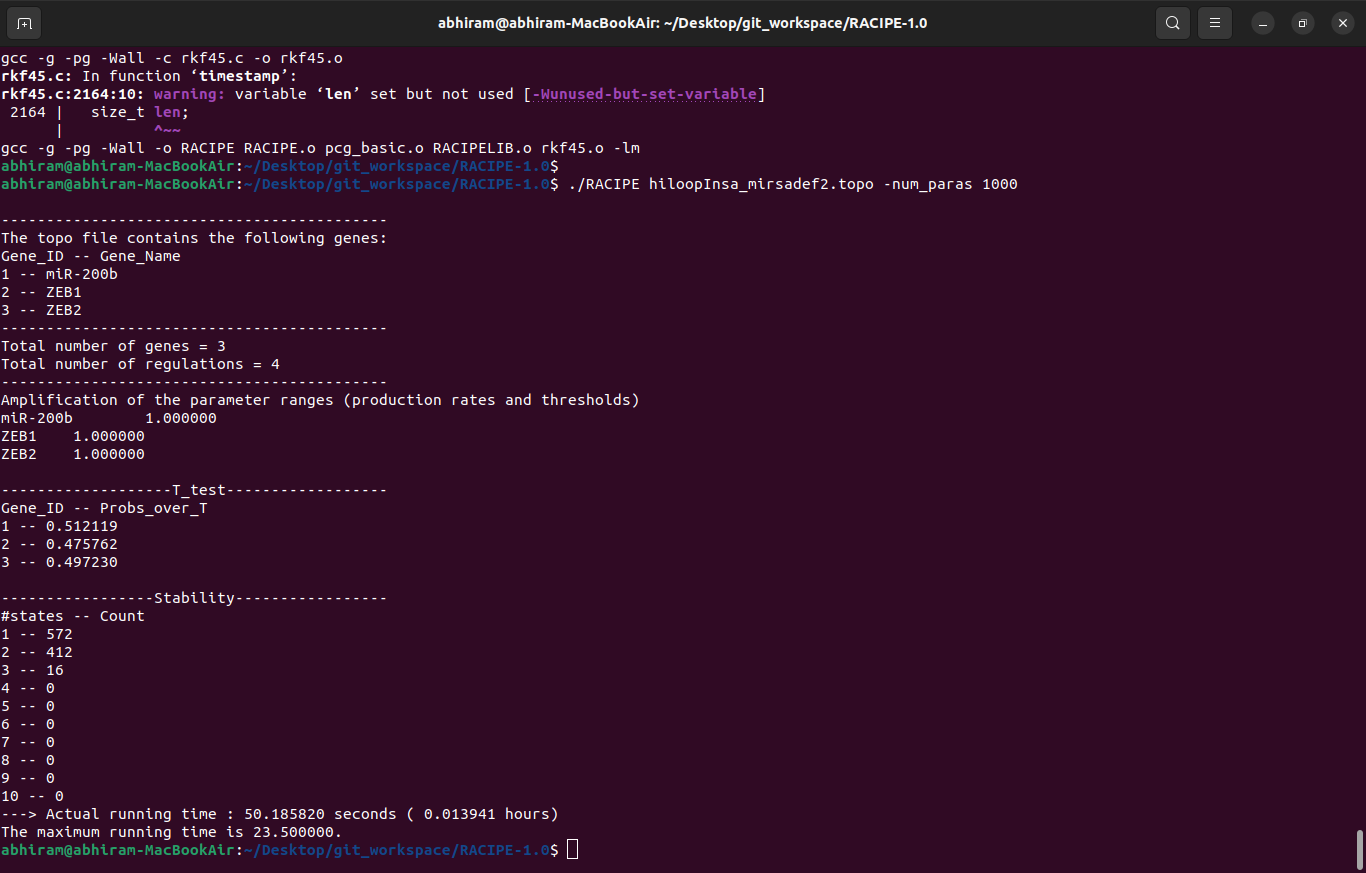 abhiram@abhiram-MacBookAir: ~/Desktop/git_workspace/RACIPE-1.0
gcc -g -pg -Wall -c rkf45.c -o rkf45.o
rkf45.c: In function ‘timestamp’:
rkf45.c:2164:10: warning: variable ‘len’ set but not used [-Wunused-but-set-variable]
 2164 |   size_t len;
      |          ^~~
gcc -g -pg -Wall -o RACIPE RACIPE.o pcg_basic.o RACIPELIB.o rkf45.o -lm
abhiram@abhiram-MacBookAir:~/Desktop/git_workspace/RACIPE-1.0$
abhiram@abhiram-MacBookAir:~/Desktop/git_workspace/RACIPE-1.0$ ./RACIPE hiloopInsa_mirsadef2.topo -num_paras 1000
-------------------------------------------
The topo file contains the following genes:
Gene_ID -- Gene_Name
1 -- miR-200b
2 -- ZEB1
3 -- ZEB2
-------------------------------------------
Total number of genes = 3
Total number of regulations = 4
-------------------------------------------
Amplification of the parameter ranges (production rates and thresholds)
miR-200b        1.000000
ZEB1    1.000000
ZEB2    1.000000
-------------------T_test------------------
Gene_ID -- Probs_over_T
1 -- 0.512119
2 -- 0.475762
3 -- 0.497230
-----------------Stability-----------------
#states -- Count
1 -- 572
2 -- 412
3 -- 16
4 -- 0
5 -- 0
6 -- 0
7 -- 0
8 -- 0
9 -- 0
10 -- 0
---> Actual running time : 50.185820 seconds ( 0.013941 hours)
The maximum running time is 23.500000.
abhiram@abhiram-MacBookAir:~/Desktop/git_workspace/RACIPE-1.0$